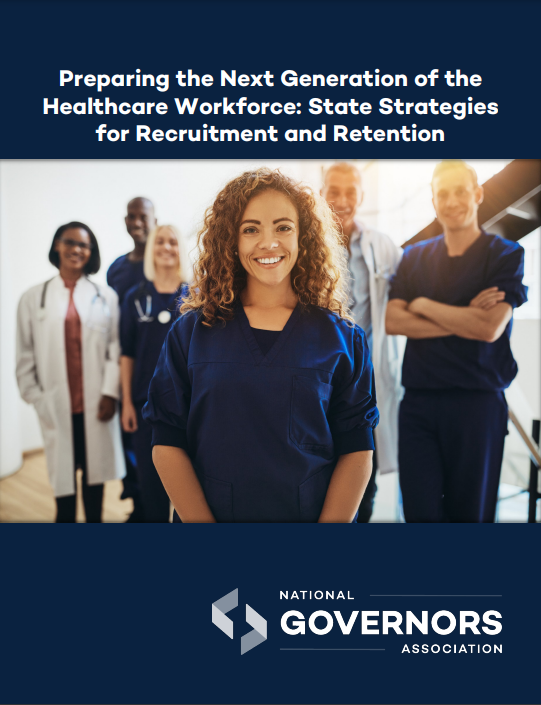 Preparing the Next Generation of the
Healthcare Workforce: State Strategies
for Recruitment and Retention
NATIONAL
GOVERNORS
ASSOCIATION